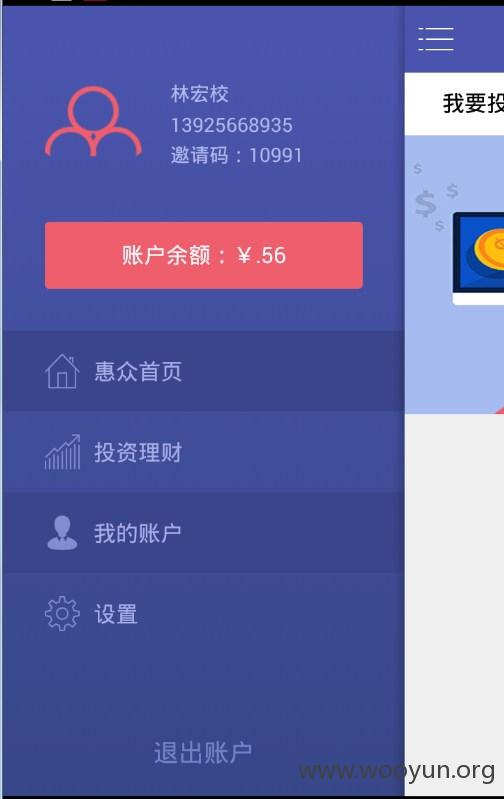 林宏校
13925668935
邀请码：10991
账户余额：￥.56
惠众首页
投资理财
我的账户
设置
退出账户
我要投
$
$
$
$
www.wooyun.org